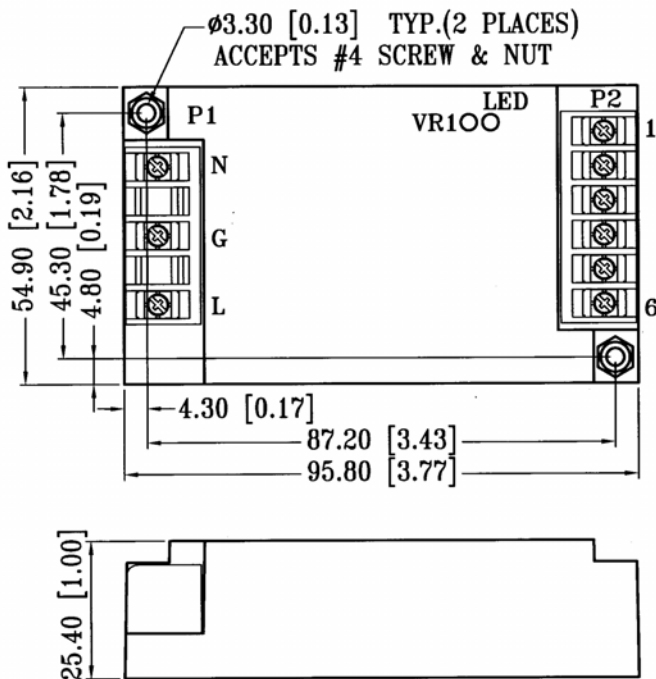 ø3.30 [0.13] TYP.(2 PLACES)
ACCEPTS #4 SCREW & NUT
P1
LED
VR1
P2
1
N
G
L
6
54.90 [2.16]
45.30 [1.78]
4.80 [0.19]
4.30 [0.17]
87.20 [3.43]
95.80 [3.77]
25.40 [1.00]